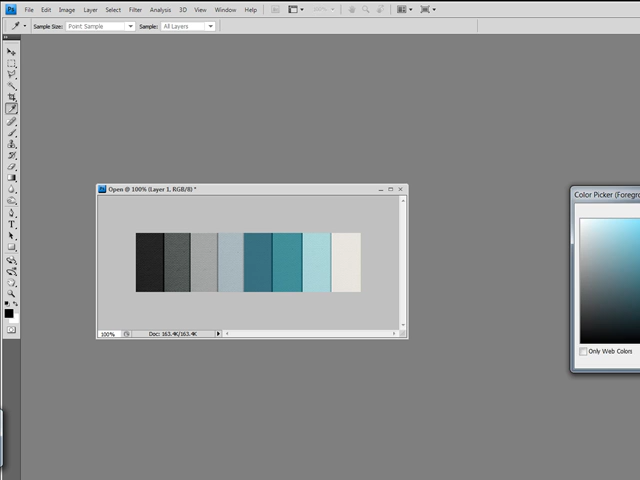 Ps File Edit Image Layer Select Filter Analysis 3D View Window Help
Sample Size: Point Sample Sample: All Layers
Ps Open @ 100% (Layer 1, RGB/8) *
Color Picker (Foregro
T
Only Web Colors
100% Doc: 163.4K/163.4K